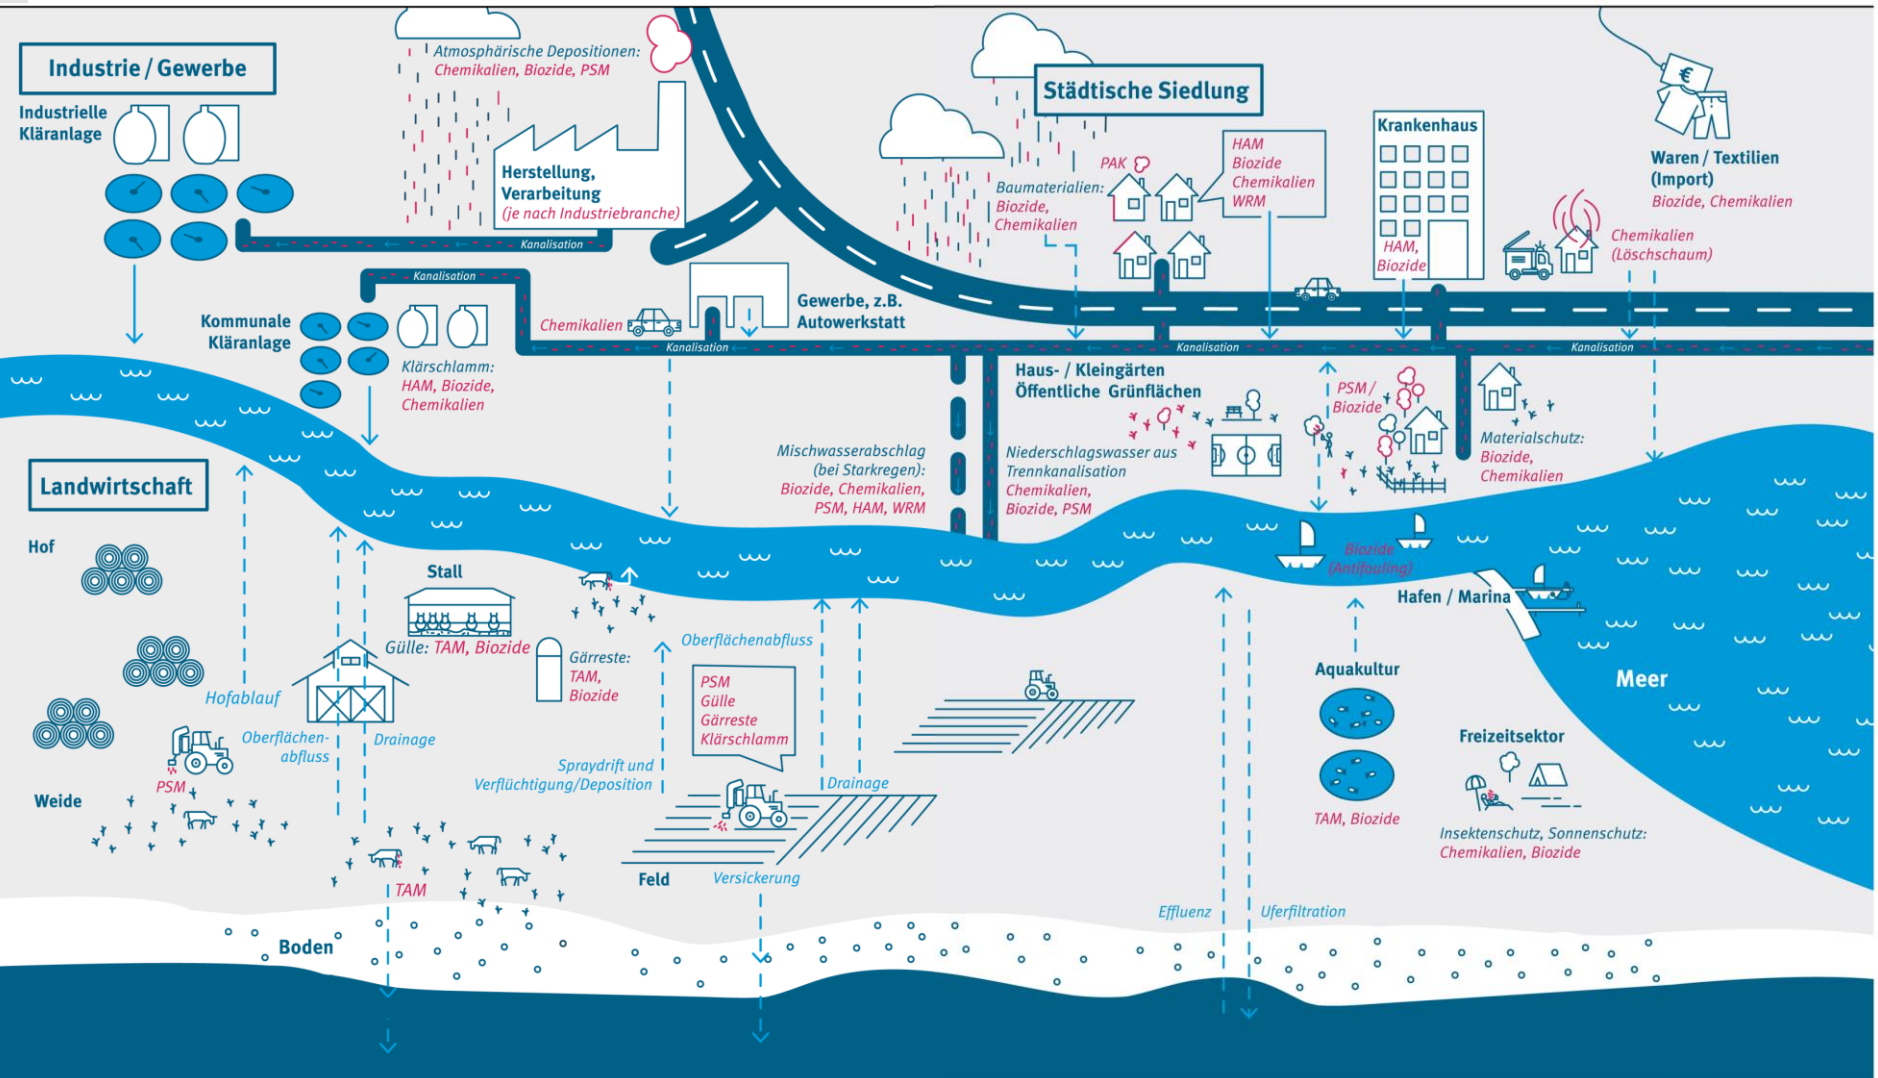 Industrie / Gewerbe
Industrielle
Kläranlage
Atmosphärische Depositionen:
Chemikalien, Biozide, PSM
Herstellung,
Verarbeitung
(je nach Industriebranche)
Kanalisation
Kanalisation
Kommunale
Kläranlage
Klärschlamm:
HAM, Biozide,
Chemikalien
Chemikalien
Gewerbe, z.B.
Autowerkstatt
Kanalisation
Städtische Siedlung
Baumaterialien:
Biozide,
Chemikalien
PAK
HAM
Biozide
Chemikalien
WRM
Krankenhaus
HAM,
Biozide
€
Waren / Textilien
(Import)
Biozide, Chemikalien
Chemikalien
(Löschschaum)
Kanalisation
Kanalisation
Haus- / Kleingärten
Öffentliche Grünflächen
PSM /
Biozide
Materialschutz:
Biozide,
Chemikalien
Mischwasserabschlag
(bei Starkregen):
Biozide, Chemikalien,
PSM, HAM, WRM
Niederschlagswasser aus
Trennkanalisation
Chemikalien,
Biozide, PSM
Landwirtschaft
Hof
Stall
Gülle: TAM, Biozide
Gärreste:
TAM,
Biozide
Hofablauf
Oberflächen-
abfluss
Drainage
PSM
Weide
TAM
Oberflächenabfluss
PSM
Gülle
Gärreste
Klärschlamm
Spraydrift und
Verflüchtigung/Deposition
Drainage
Feld
Versickerung
Biozide
(Antifouling)
Hafen / Marina
Aquakultur
TAM, Biozide
Meer
Freizeitsektor
Insektenschutz, Sonnenschutz:
Chemikalien, Biozide
Effluenz
Uferfiltration
Boden